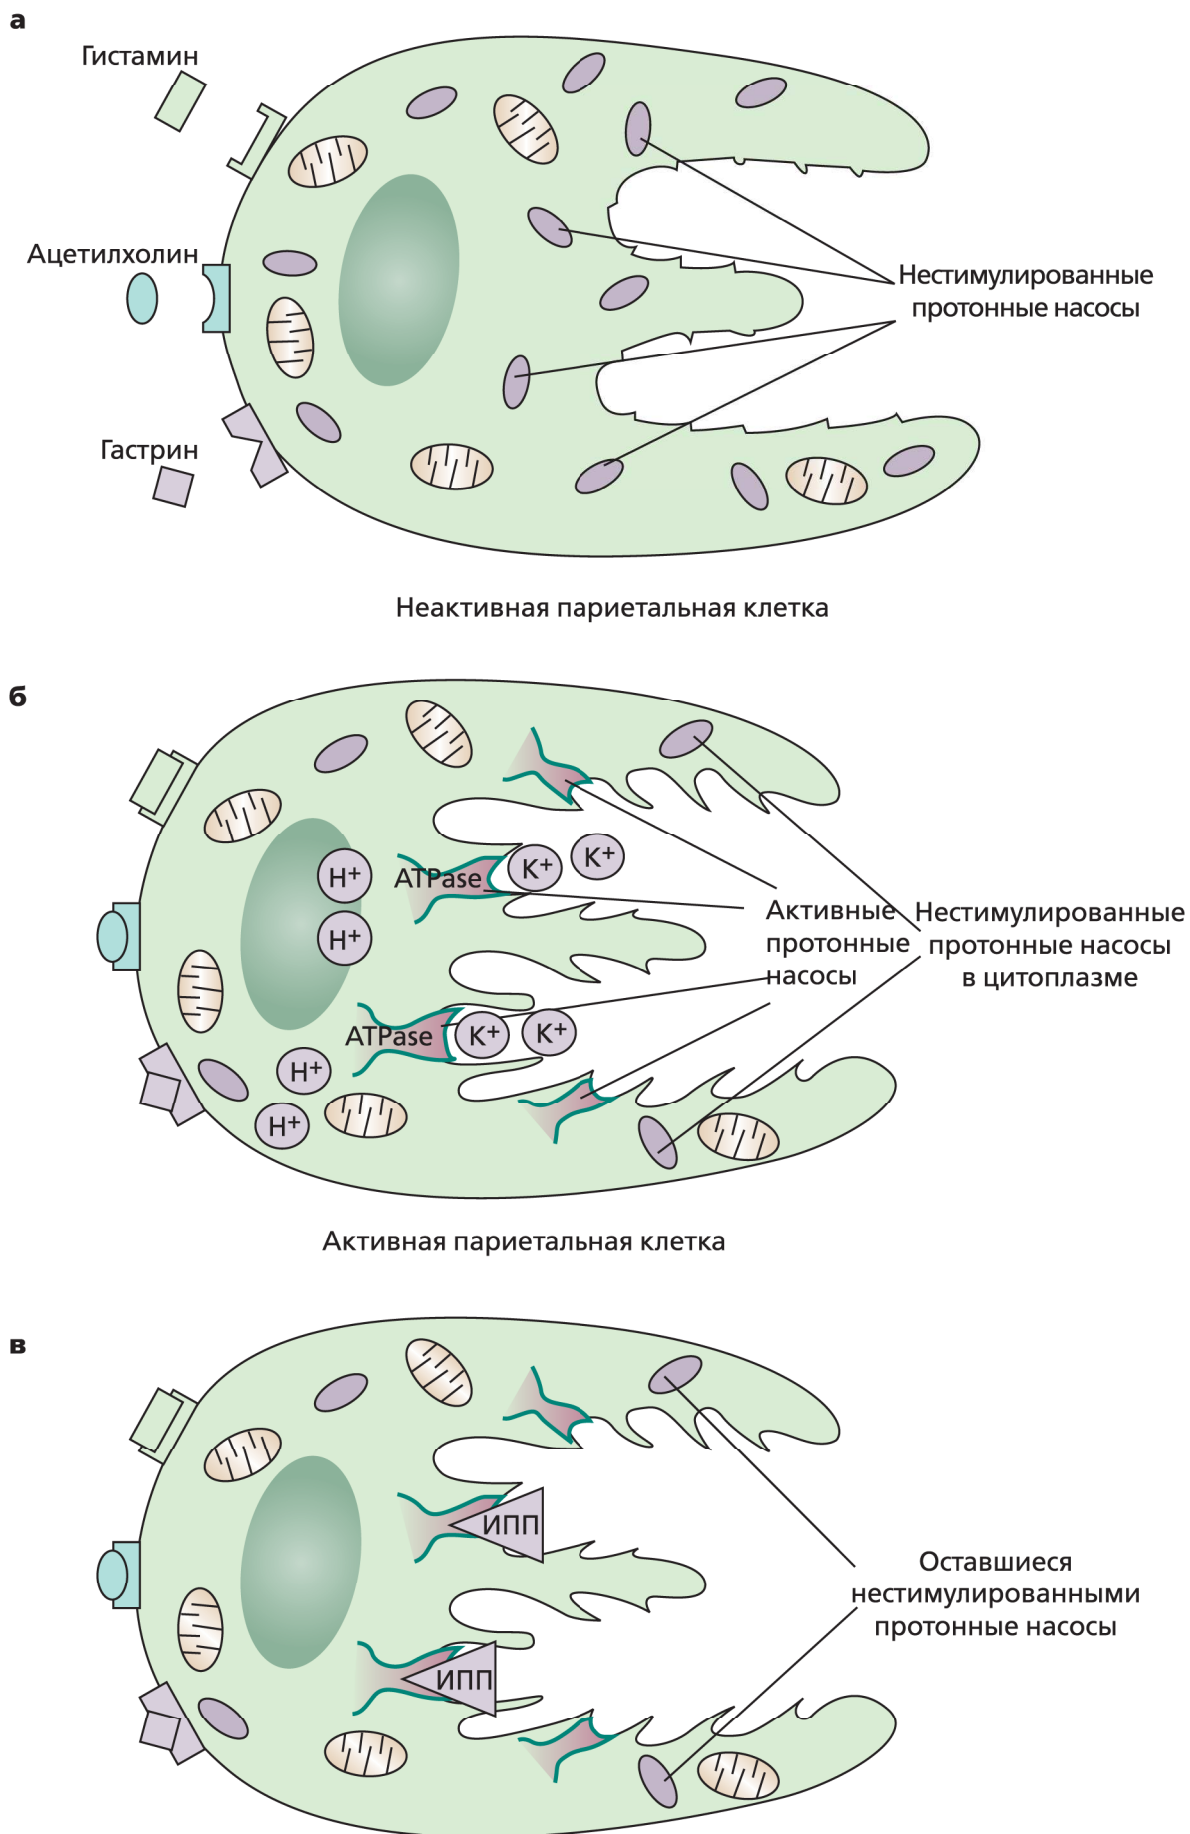 а
Гистамин
Ацетилхолин
Гастрин
Нестимулированные
протонные насосы
Неактивная париетальная клетка
б
H+
H+
ATPase
K+
K+
ATPase
K+
K+
H+
H+
Активные
протонные
насосы
Нестимулированные
протонные насосы
в цитоплазме
Активная париетальная клетка
в
ИПП
ИПП
Оставшиеся
нестимулированными
протонные насосы